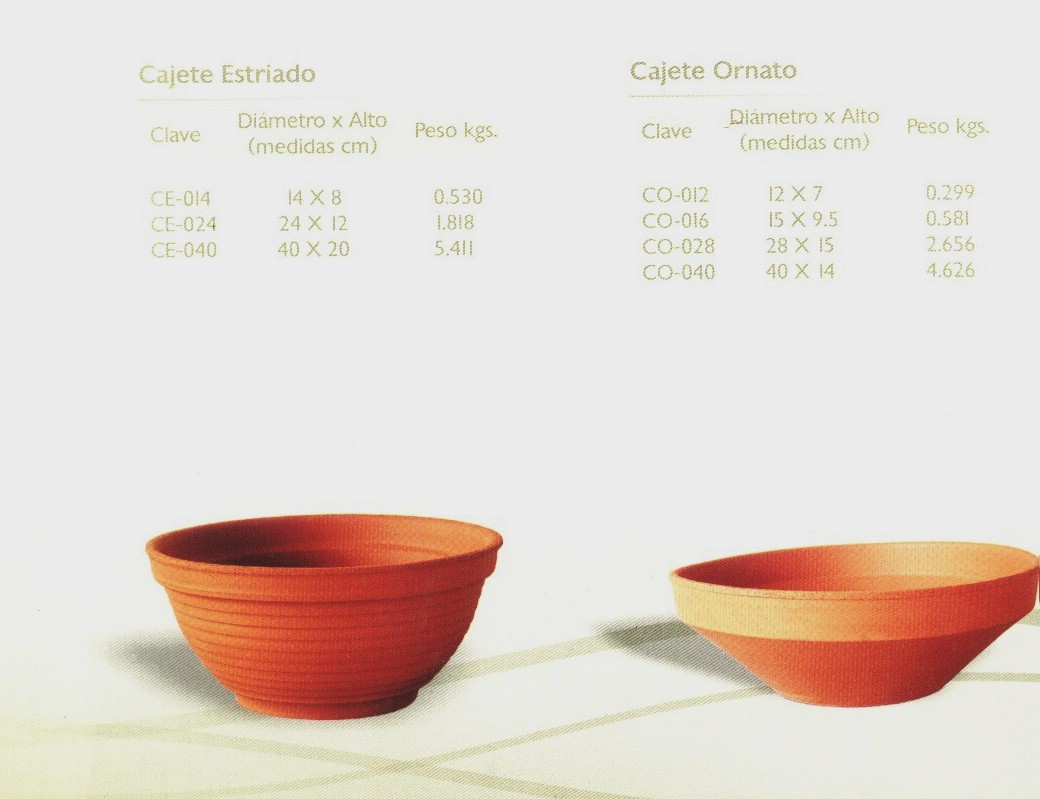 Cajete Estriado
Clave Diámetro x Alto (medidas cm) Peso kgs.
CE-014 14 X 8 0.530
CE-024 24 X 12 1.818
CE-040 40 X 20 5.411
Cajete Ornato
Clave Diámetro x Alto (medidas cm) Peso kgs.
CO-012 12 X 7 0.299
CO-016 15 X 9.5 0.581
CO-028 28 X 15 2.656
CO-040 40 X 14 4.626